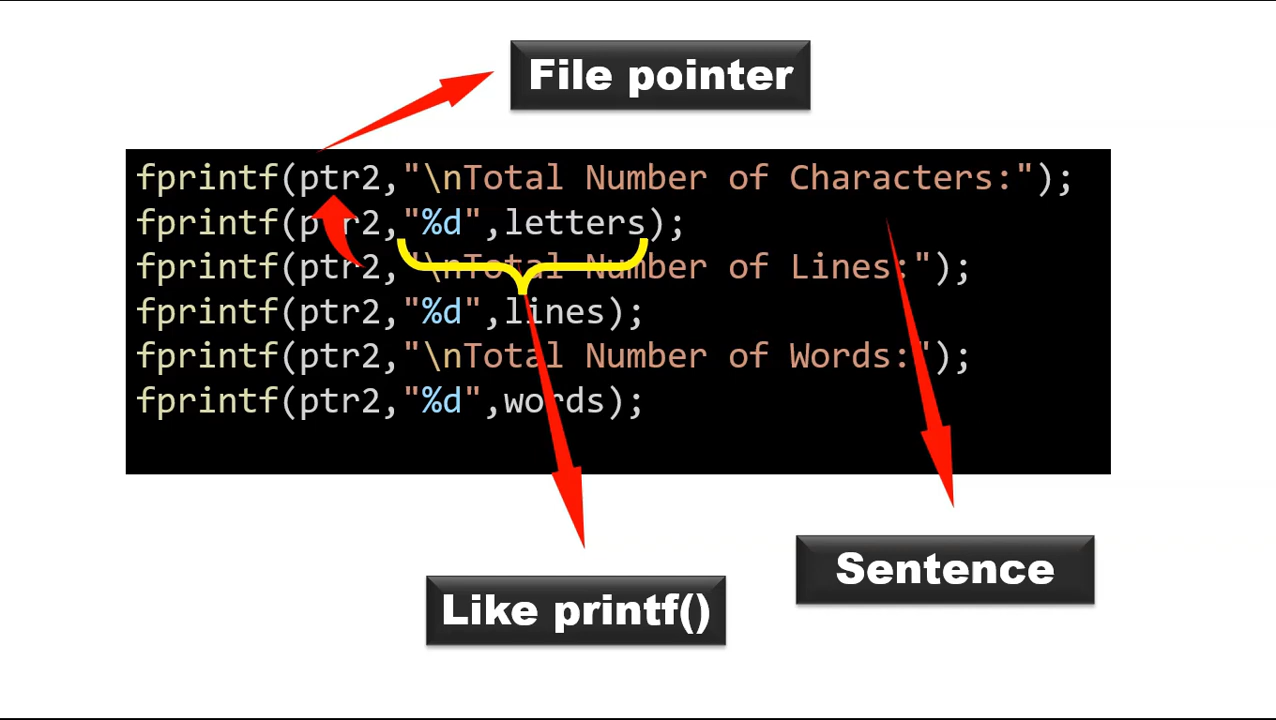 File pointer
fprintf(ptr2,"\nTotal Number of Characters:");
fprintf(ptr2,"%d",letters);
fprintf(ptr2,"\nTotal Number of Lines:");
fprintf(ptr2,"%d",lines);
fprintf(ptr2,"\nTotal Number of Words:");
fprintf(ptr2,"%d",words);
Sentence
Like printf()